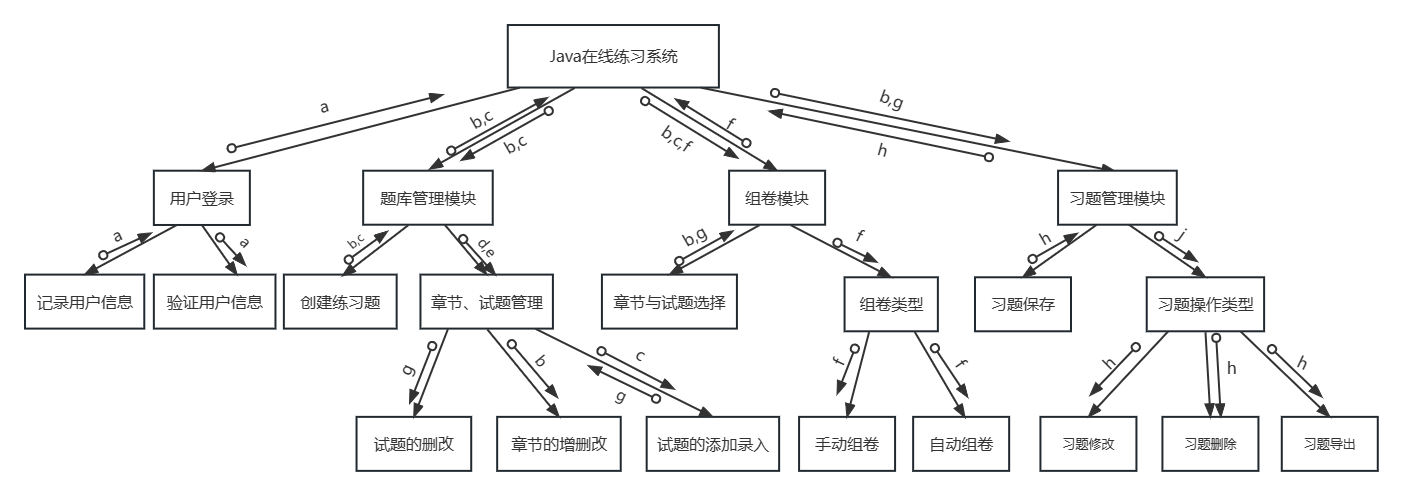 Java在线练习系统
a
b,c
b,c
b,c,f
f
b,g
h
用户登录
题库管理模块
组卷模块
习题管理模块
a
a
b,c
d,e
b,g
f
h
j
记录用户信息
验证用户信息
创建练习题
章节、试题管理
章节与试题选择
组卷类型
习题保存
习题操作类型
g
b
c
g
f
f
h
h
h
试题的删改
章节的增删改
试题的添加录入
手动组卷
自动组卷
习题修改
习题删除
习题导出